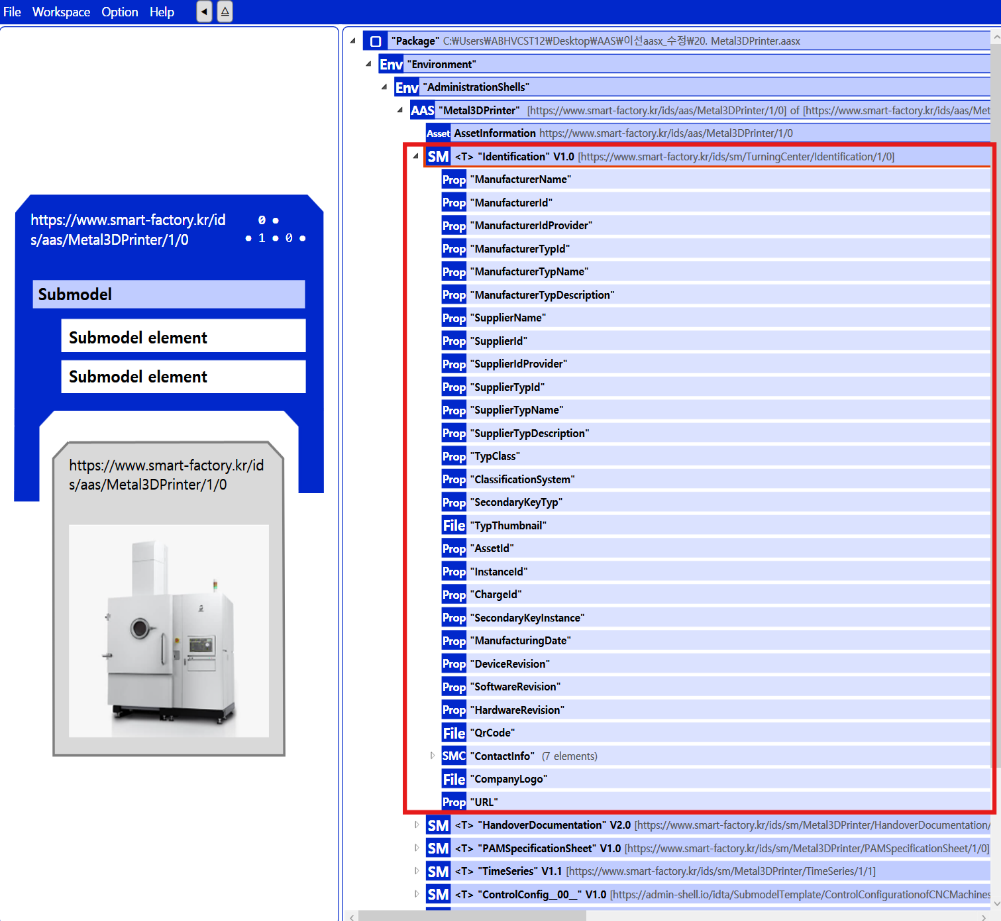 File Workspace Option Help
https://www.smart-factory.kr/id
s/aas/Metal3DPrinter/1/0
0
1 0
Submodel
Submodel element
Submodel element
https://www.smart-factory.kr/id
s/aas/Metal3DPrinter/1/0
"Package" C:₩Users₩ABHVCST12₩Desktop₩AAS₩이선aasx_수정₩20. Metal3DPrinter.aasx
Env "Environment"
Env "AdministrationShells"
AAS "Metal3DPrinter" [https://www.smart-factory.kr/ids/aas/Metal3DPrinter/1/0] of [https://www.smart-factory.kr/ids/aas/Met
Asset AssetInformation https://www.smart-factory.kr/ids/aas/Metal3DPrinter/1/0
SM <T> "Identification" V1.0 [https://www.smart-factory.kr/ids/sm/TurningCenter/Identification/1/0]
Prop "ManufacturerName"
Prop "ManufacturerId"
Prop "ManufacturerIdProvider"
Prop "ManufacturerTypId"
Prop "ManufacturerTypName"
Prop "ManufacturerTypDescription"
Prop "SupplierName"
Prop "SupplierId"
Prop "SupplierIdProvider"
Prop "SupplierTypId"
Prop "SupplierTypName"
Prop "SupplierTypDescription"
Prop "TypClass"
Prop "ClassificationSystem"
Prop "SecondaryKeyTyp"
File "TypThumbnail"
Prop "AssetId"
Prop "InstanceId"
Prop "ChargeId"
Prop "SecondaryKeyInstance"
Prop "ManufacturingDate"
Prop "DeviceRevision"
Prop "SoftwareRevision"
Prop "HardwareRevision"
File "QrCode"
SMC "ContactInfo" (7 elements)
File "CompanyLogo"
Prop "URL"
SM <T> "HandoverDocumentation" V2.0 [https://www.smart-factory.kr/ids/sm/Metal3DPrinter/HandoverDocumentation/
SM <T> "PAMSpecificationSheet" V1.0 [https://www.smart-factory.kr/ids/sm/Metal3DPrinter/PAMSpecificationSheet/1/0]
SM <T> "TimeSeries" V1.1 [https://www.smart-factory.kr/ids/sm/Metal3DPrinter/TimeSeries/1/1]
SM <T> "ControlConfig__00__" V1.0 [https://admin-shell.io/idta/SubmodelTemplate/ControlConfigurationofCNCMachines